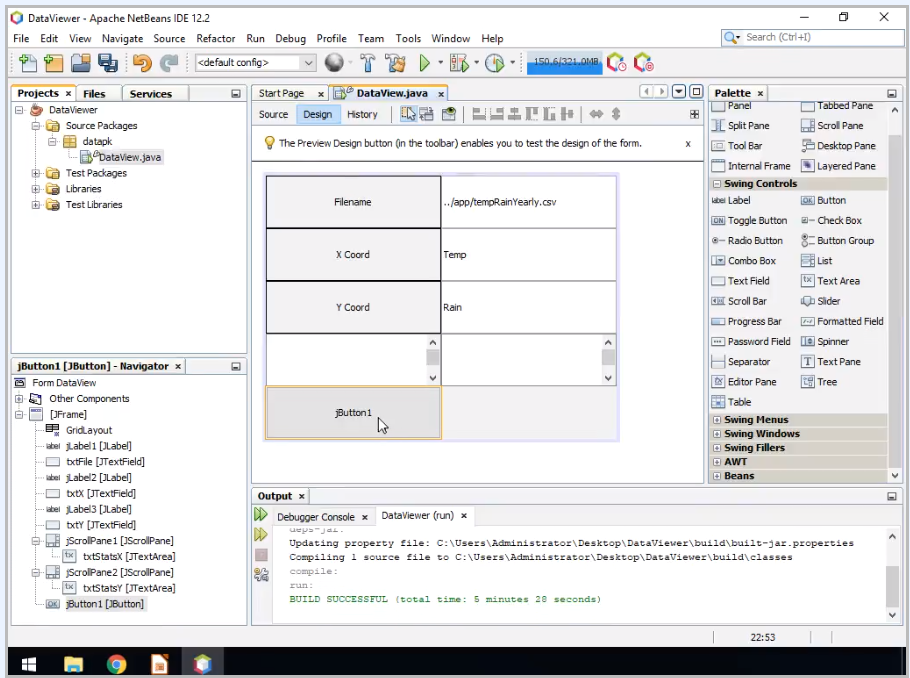 DataViewer - Apache NetBeans IDE 12.2
File Edit View Navigate Source Refactor Run Debug Profile Team Tools Window Help
Search (Ctrl+I)
<default config>
150.6/321.0MB
Projects × Files Services
DataViewer
Source Packages
datapk
DataView.java
Test Packages
Libraries
Test Libraries
Start Page × DataView.java ×
Source Design History
The Preview Design button (in the toolbar) enables you to test the design of the form. x
Filename ../app/tempRainYearly.csv
X Coord Temp
Y Coord Rain
jButton1
Palette ×
Panel Tabbed Pane
Split Pane Scroll Pane
Tool Bar Desktop Pane
Internal Frame Layered Pane
Swing Controls
label Label OK Button
ON Toggle Button Check Box
Radio Button Button Group
Combo Box List
Text Field Text Area
Scroll Bar Slider
Progress Bar Formatted Field
Password Field Spinner
Separator Text Pane
Editor Pane Tree
Table
Swing Menus
Swing Windows
Swing Fillers
AWT
Beans
jButton1 [JButton] - Navigator ×
Form DataView
Other Components
[JFrame]
GridLayout
label jLabel1 [JLabel]
txtFile [JTextField]
label jLabel2 [JLabel]
txtX [JTextField]
label jLabel3 [JLabel]
txtY [JTextField]
jScrollPane1 [JScrollPane]
txtStatsX [JTextArea]
jScrollPane2 [JScrollPane]
txtStatsY [JTextArea]
OK jButton1 [JButton]
Output ×
Debugger Console × DataViewer (run) ×
deps-jar:
Updating property file: C:\Users\Administrator\Desktop\DataViewer\build\built-jar.properties
Compiling 1 source file to C:\Users\Administrator\Desktop\DataViewer\build\classes
compile:
run:
BUILD SUCCESSFUL (total time: 5 minutes 28 seconds)
22:53